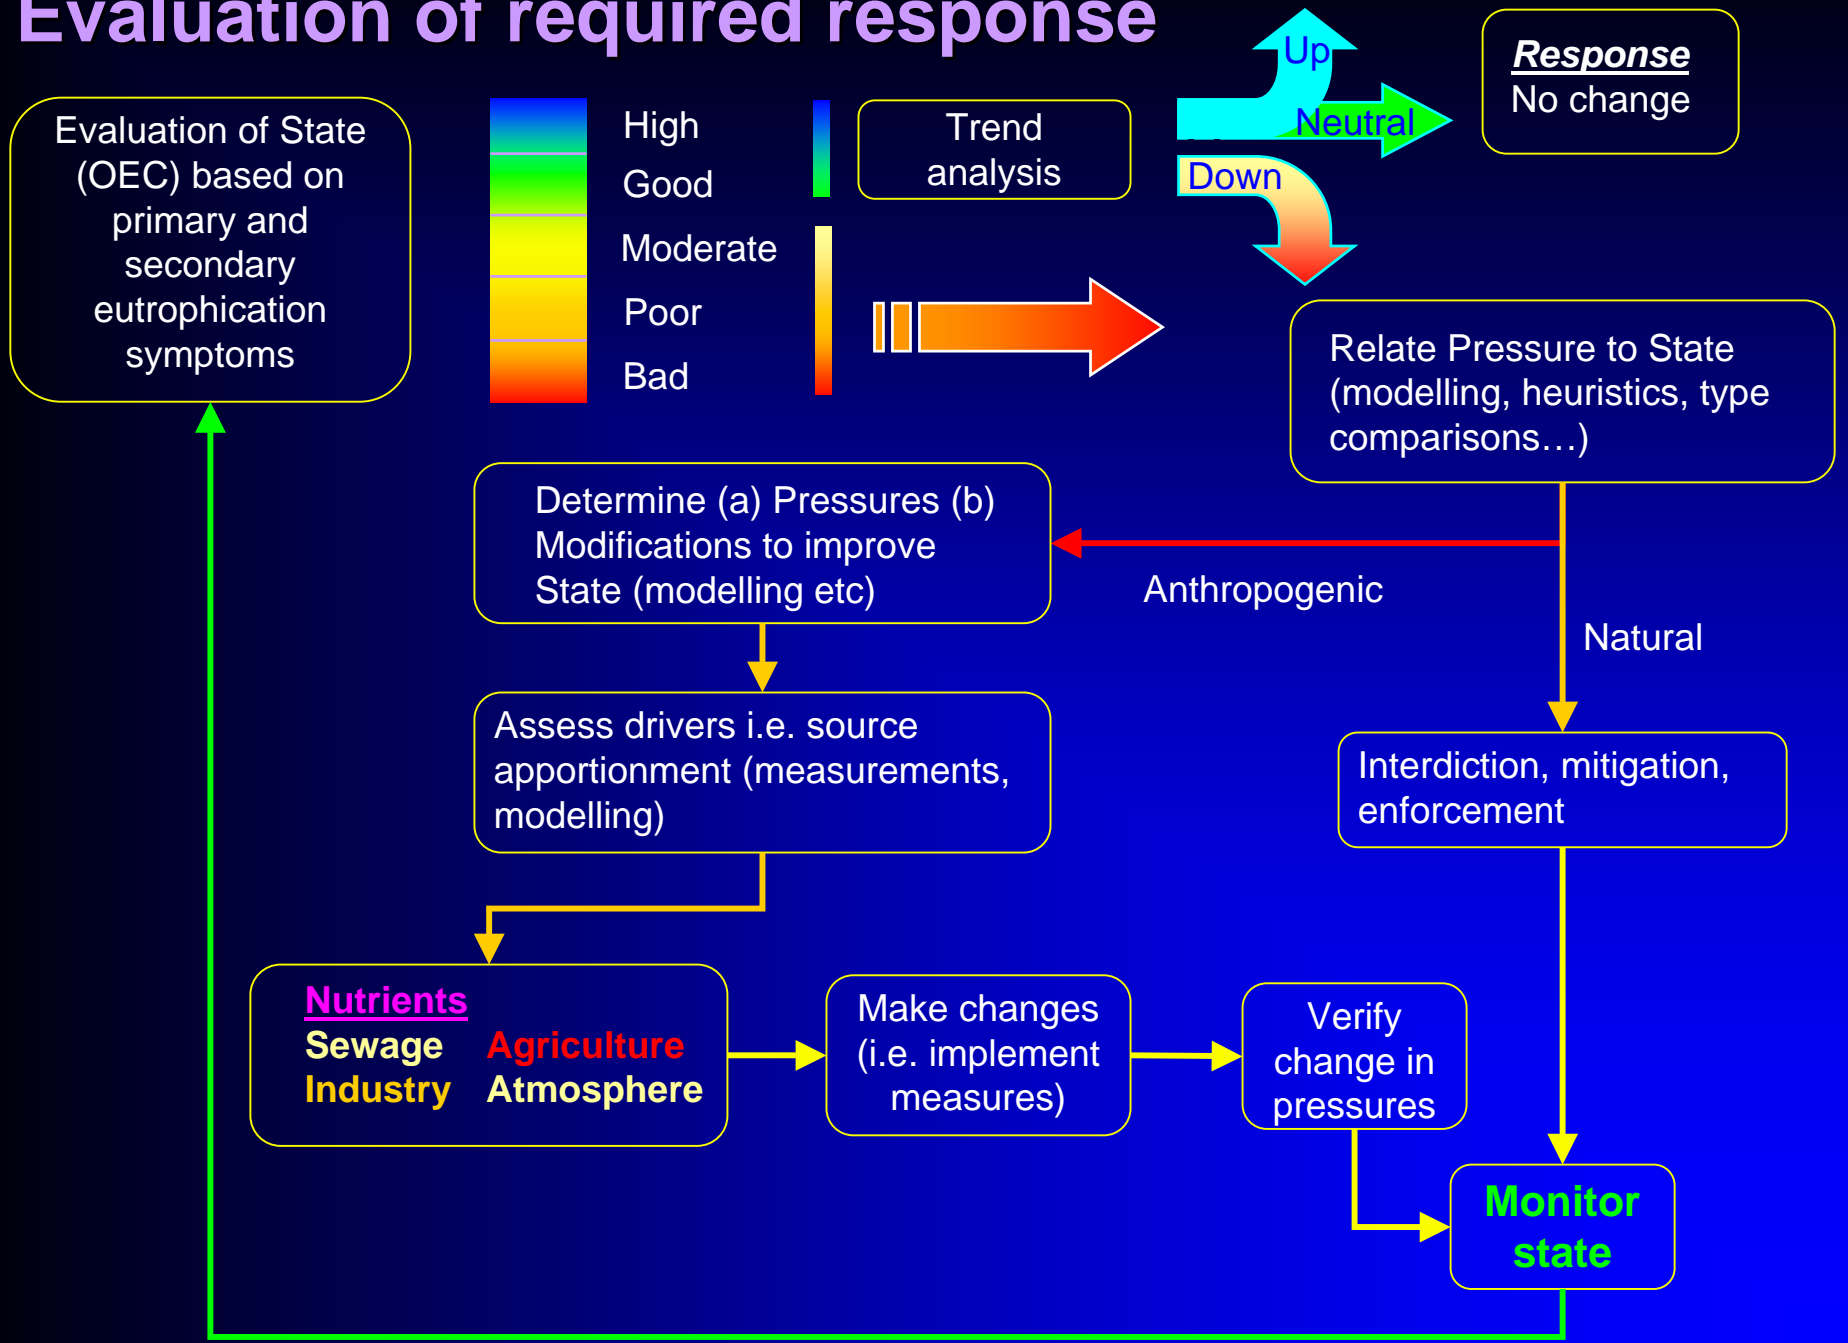 Evaluation of required response
Evaluation of State
(OEC) based on
primary and
secondary
eutrophication
symptoms
High
Good
Moderate
Poor
Bad
Trend
analysis
Up
Neutral
Down
Response
No change
Relate Pressure to State
(modelling, heuristics, type
comparisons…)
Determine (a) Pressures (b)
Modifications to improve
State (modelling etc)
Anthropogenic
Natural
Assess drivers i.e. source
apportionment (measurements,
modelling)
Interdiction, mitigation,
enforcement
Nutrients
Sewage Agriculture
Industry Atmosphere
Make changes
(i.e. implement
measures)
Verify
change in
pressures
Monitor
state